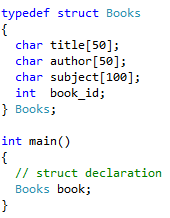 typedef struct Books
{
  char title[50];
  char author[50];
  char subject[100];
  int  book_id;
} Books;

int main()
{
  // struct declaration
  Books book;
}